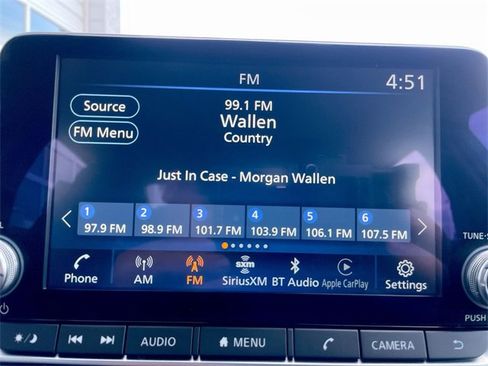 FM
4:51
Source
99.1 FM
Wallen
FM Menu
Country
Just In Case - Morgan Wallen
1 2 3 4 5 6
97.9 FM 98.9 FM 101.7 FM 103.9 FM 106.1 FM 107.5 FM
TUNE
sxm
Phone AM FM SiriusXM BT Audio Apple CarPlay Settings
PUSH
AUDIO MENU CAMERA